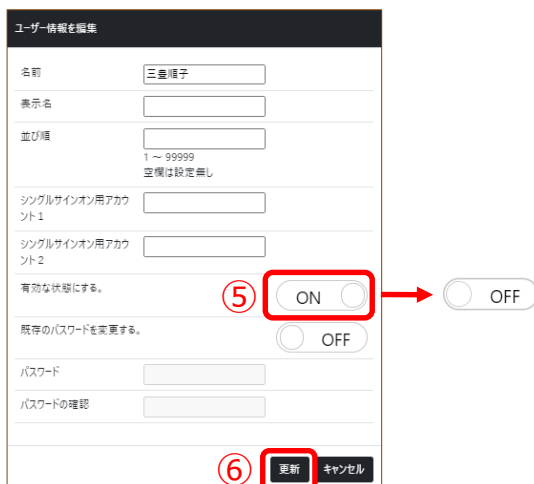 ユーザー情報を編集
名前
三豊順子
表示名
並び順
1 ～ 99999
空欄は設定無し
シングルサインオン用アカウ
ント1
シングルサインオン用アカウ
ント2
有効な状態にする。
⑤
ON
OFF
既存のパスワードを変更する。
OFF
パスワード
パスワードの確認
⑥
更新
キャンセル